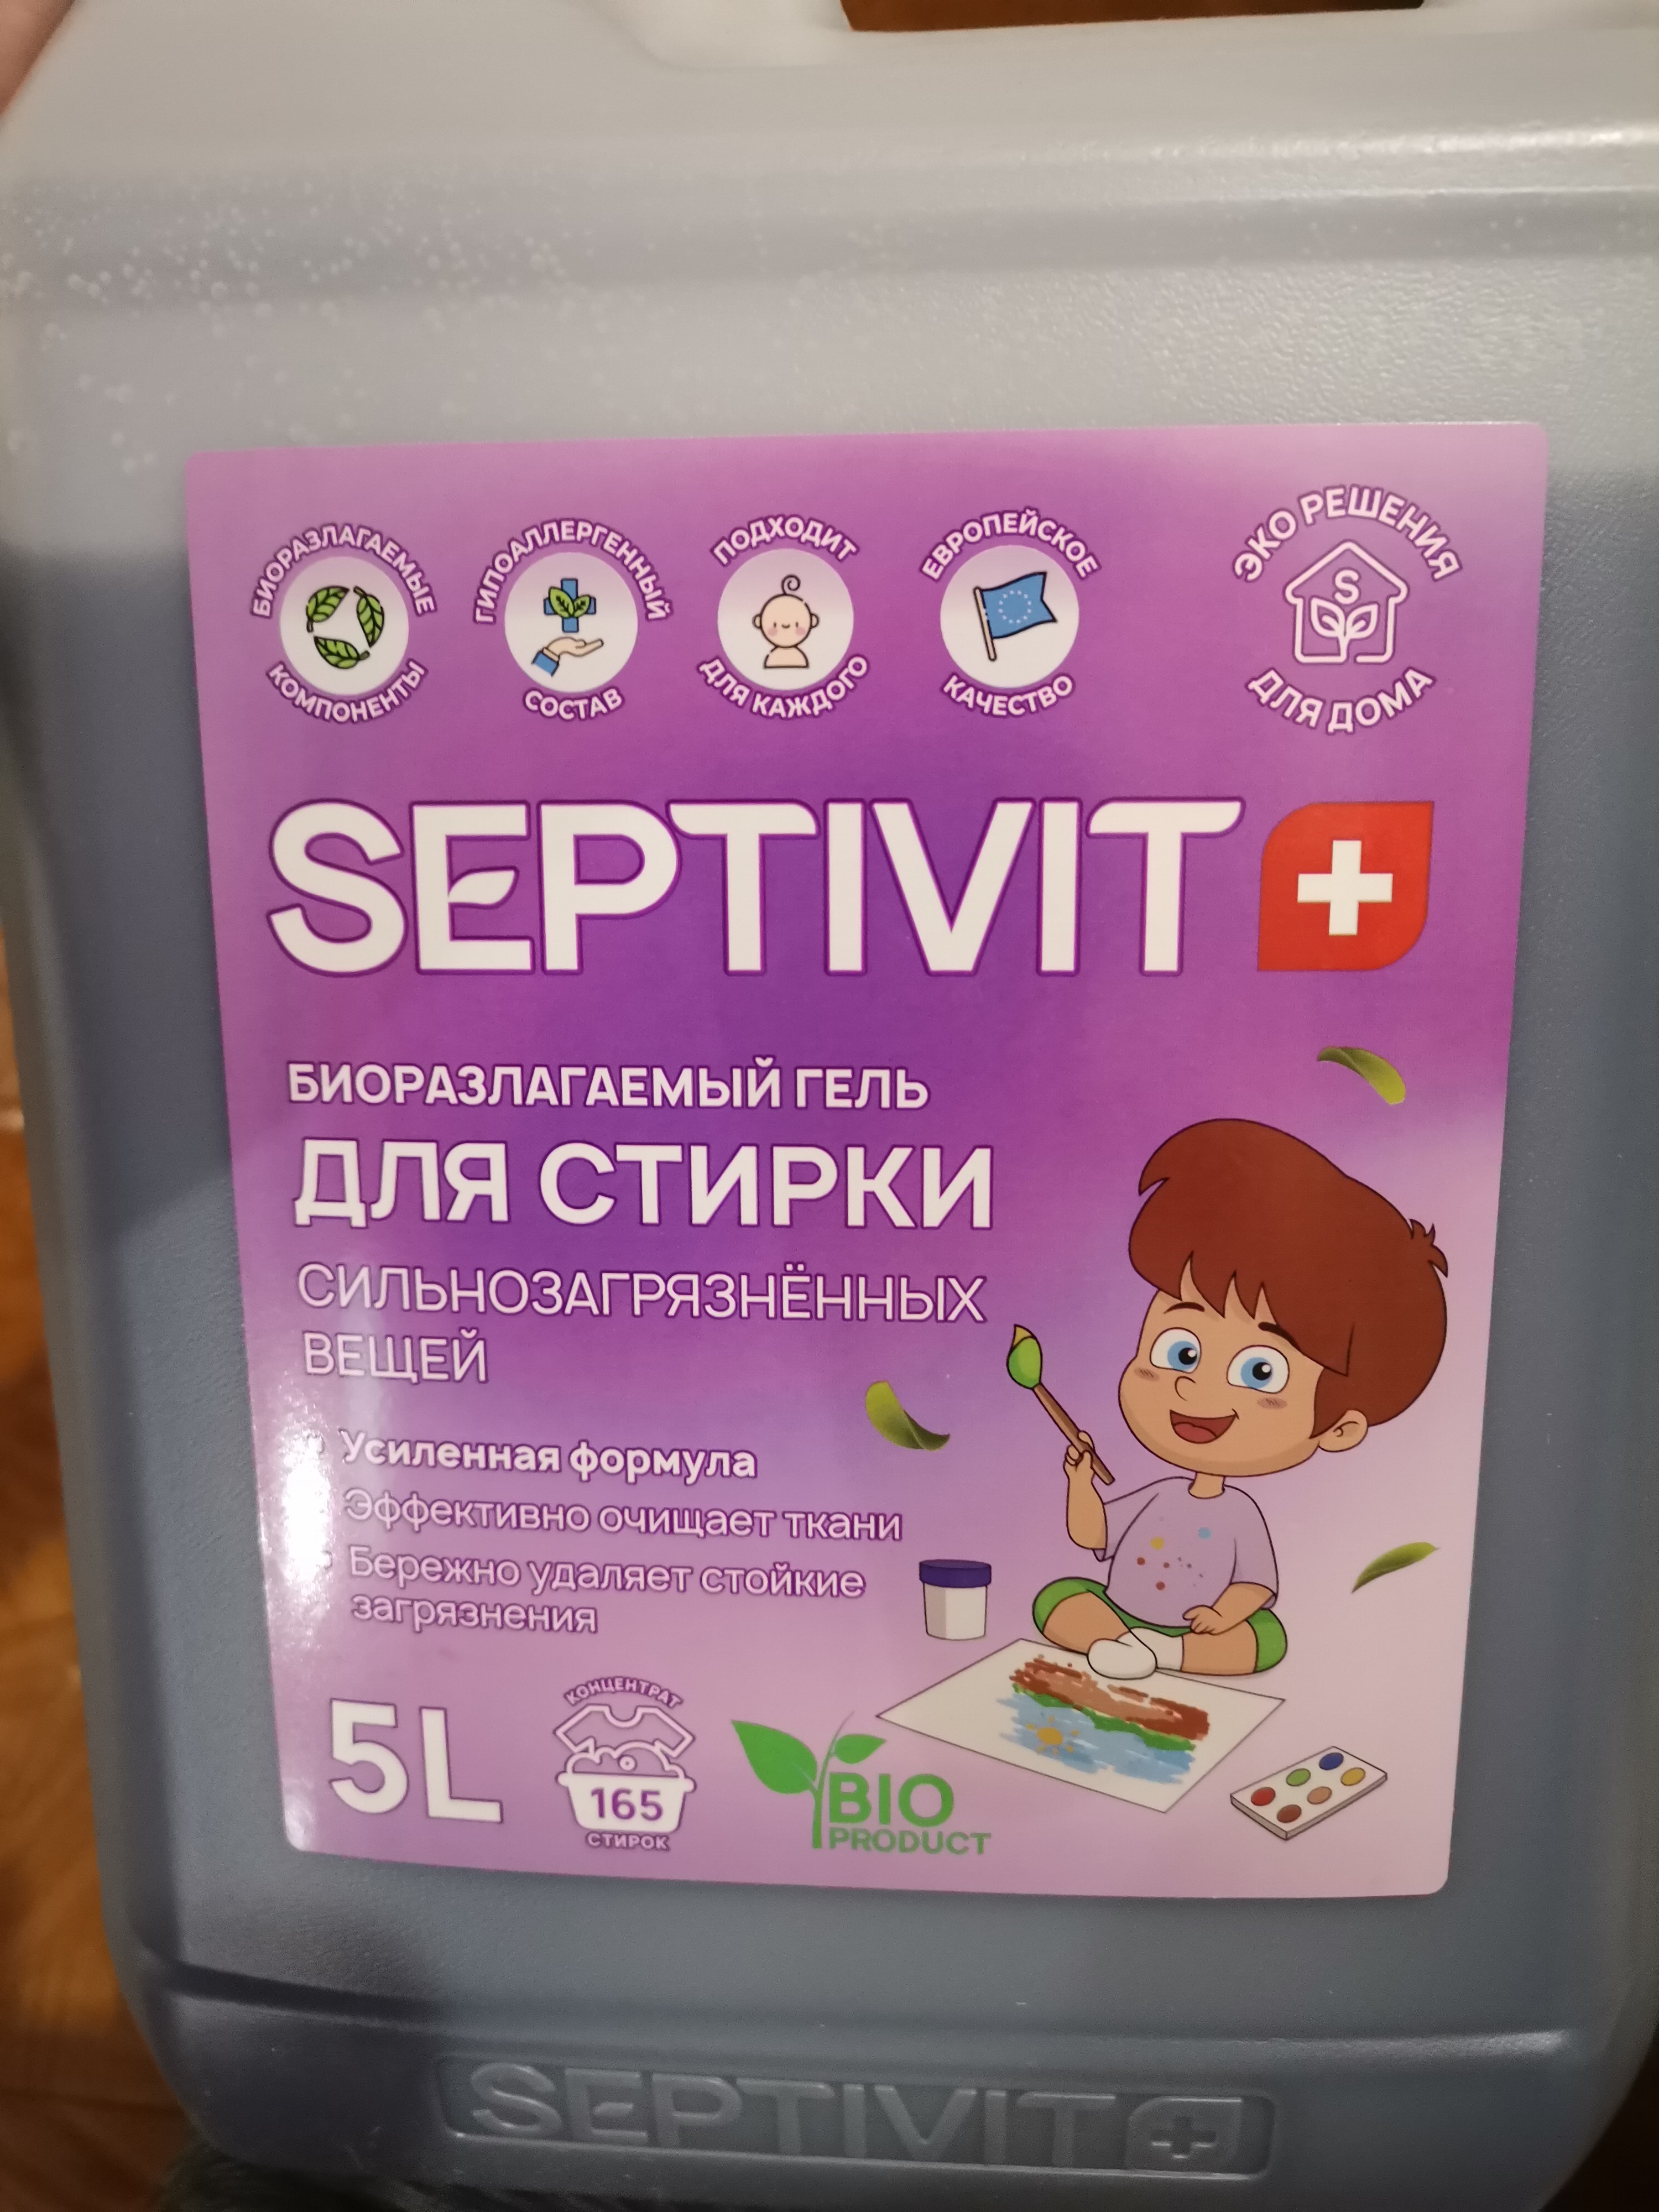 БИОРАЗЛАГАЕМЫЕ
КОМПОНЕНТЫ
ГИПОАЛЛЕРГЕННЫЙ
СОСТАВ
ПОДХОДИТ
ДЛЯ КАЖДОГО
ЕВРОПЕЙСКОЕ
КАЧЕСТВО
ЭКО РЕШЕНИЯ
S
ДЛЯ ДОМА
SEPTIVIT
БИОРАЗЛАГАЕМЫЙ ГЕЛЬ
ДЛЯ СТИРКИ
СИЛЬНОЗАГРЯЗНЁННЫХ
ВЕЩЕЙ
Усиленная формула
Эффективно очищает ткани
Бережно удаляет стойкие
загрязнения
5L
КОНЦЕНТРАТ
165
СТИРОК
BIO
PRODUCT
SEPTIVIT